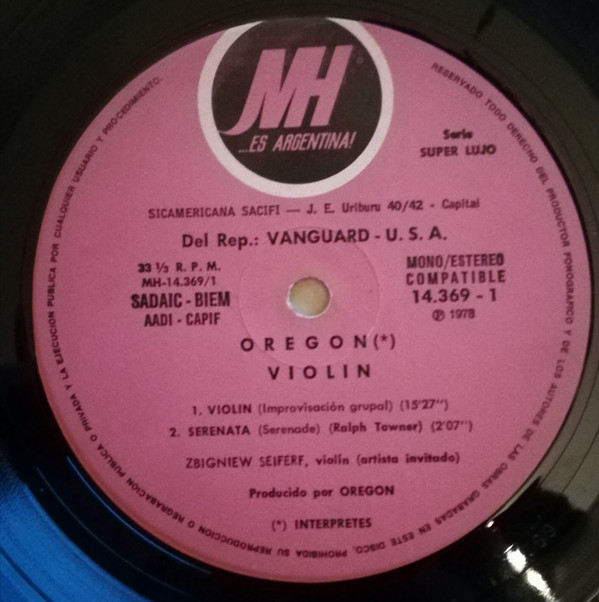 MH
...ES ARGENTINA!
Serie
SUPER LUJO
SICAMERICANA SACIFI — J. E. Uriburu 40/42 - Capital
Del Rep.: VANGUARD - U. S. A.
33 ⅓ R. P. M.
MH-14.369/1
SADAIC - BIEM
AADI - CAPIF
MONO/ESTEREO
COMPATIBLE
14.369 - 1
℗ 1978
OREGON(*)
VIOLIN
1. VIOLIN (Improvisación grupal) (15'27")
2. SERENATA (Serenade) (Ralph Towner) (2'07")
ZBIGNIEW SEIFERF, violín (artista invitado)
Producido por OREGON
(*) INTERPRETES
RESERVADO TODO DERECHO DEL PRODUCTOR FONOGRAFICO Y DE LOS AUTORES DE LAS OBRAS GRABADAS EN ESTE DISCO. PROHIBIDA SU REPRODUCCION O REGRABACION PUBLICA O PRIVADA Y LA EJECUCION PUBLICA POR CUALQUIER USUARIO Y PROCEDIMIENTO.